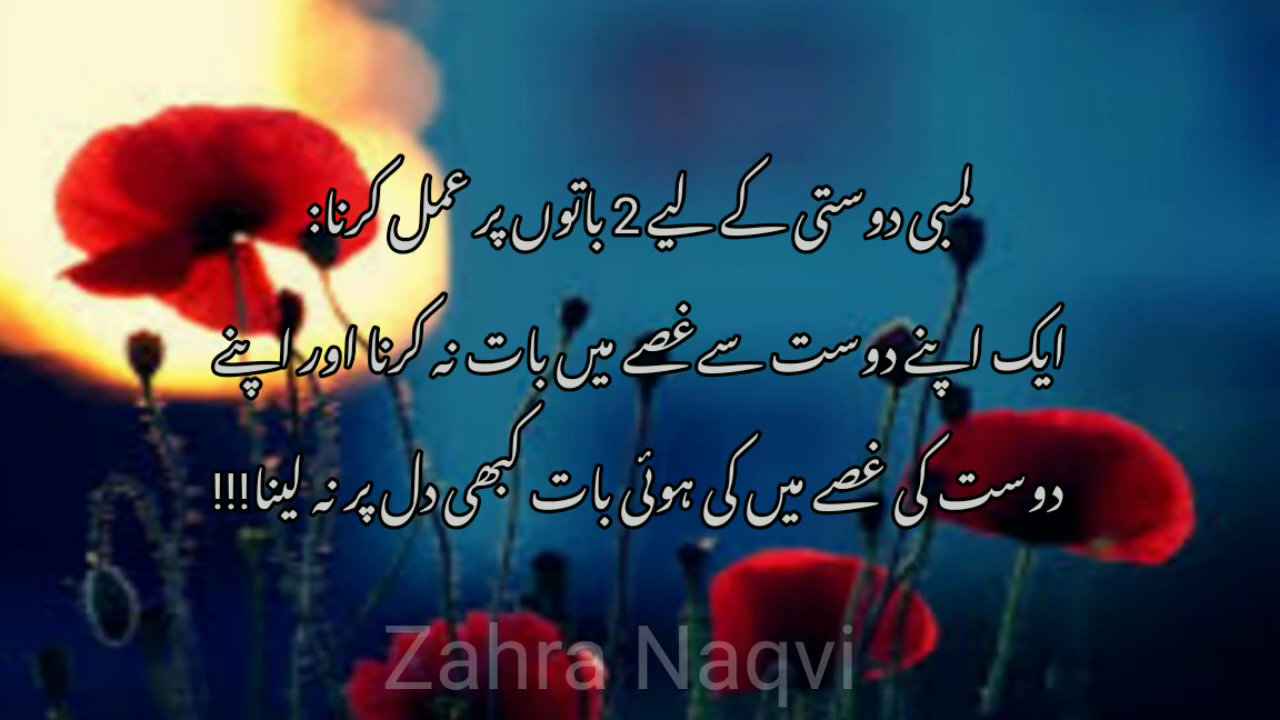 لمبی دوستی کے لیے 2 باتوں پر عمل کرنا:
ایک اپنے دوست سے غصے میں بات نہ کرنا اور اپنے
دوست کی غصے میں کی ہوئی بات کبھی دل پر نہ لینا!!!
Zahra Naqvi